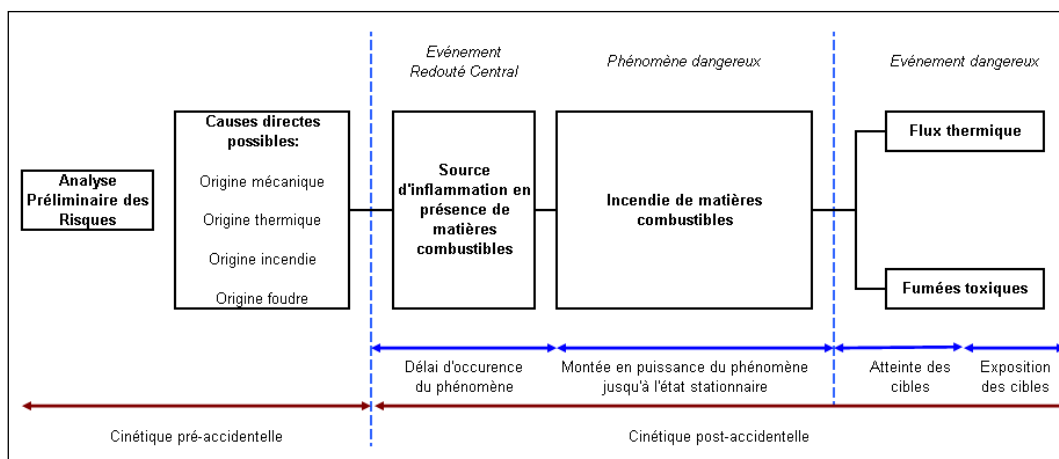 Evénement
Redouté Central
Phénomène dangereux
Evénement dangereux
Analyse
Préliminaire des
Risques
Causes directes
possibles:
Origine mécanique
Origine thermique
Origine incendie
Origine foudre
Source
d'inflammation en
présence de
matières
combustibles
Incendie de matières
combustibles
Flux thermique
Fumées toxiques
Délai d'occurence
du phénomène
Montée en puissance du phénomène
jusqu'à l'état stationnaire
Atteinte des
cibles
Exposition
des cibles
Cinétique pré-accidentelle
Cinétique post-accidentelle